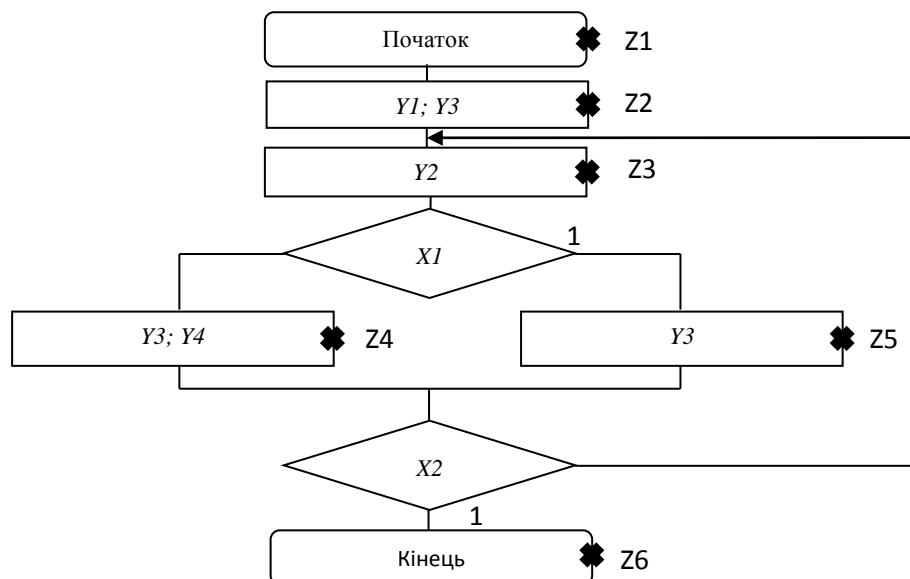 Початок
Z1
Y1; Y3
Z2
Y2
Z3
1
X1
Y3; Y4
Z4
Y3
Z5
X2
1
Кінець
Z6